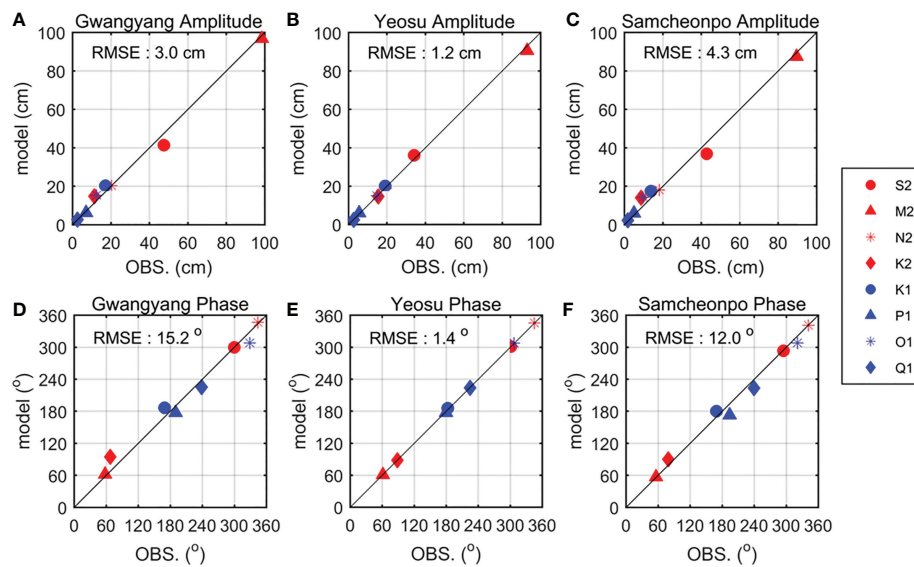 A Gwangyang Amplitude
RMSE : 3.0 cm
100
80
60
40
20
0
model (cm)
0 20 40 60 80 100
OBS. (cm)
B Yeosu Amplitude
RMSE : 1.2 cm
100
80
60
40
20
0
model (cm)
0 20 40 60 80 100
OBS. (cm)
C Samcheonpo Amplitude
RMSE : 4.3 cm
100
80
60
40
20
0
model (cm)
0 20 40 60 80 100
OBS. (cm)
D Gwangyang Phase
RMSE : 15.2 °
360
300
240
180
120
60
0
model (°)
0 60 120 180 240 300 360
OBS. (°)
E Yeosu Phase
RMSE : 1.4 °
360
300
240
180
120
60
0
model (°)
0 60 120 180 240 300 360
OBS. (°)
F Samcheonpo Phase
RMSE : 12.0 °
360
300
240
180
120
60
0
model (°)
0 60 120 180 240 300 360
OBS. (°)
S2
M2
N2
K2
K1
P1
O1
Q1